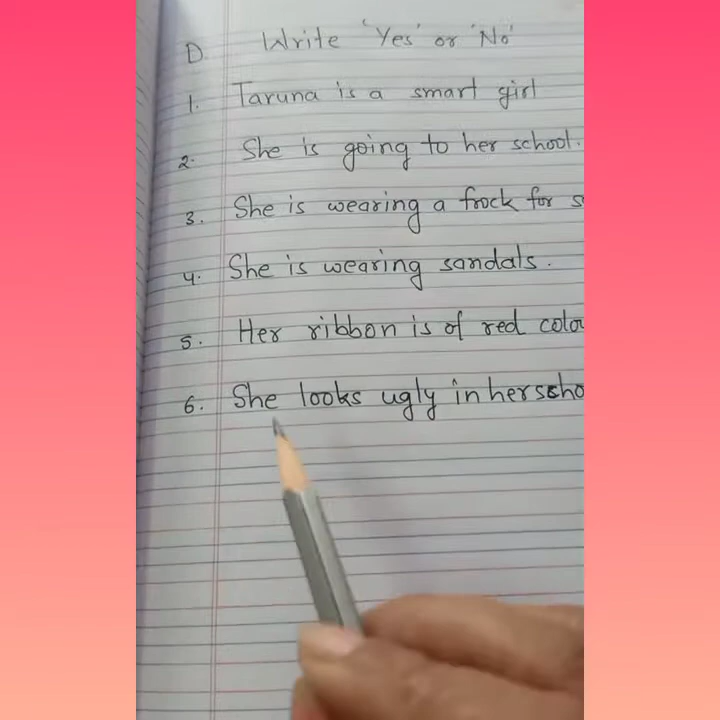 D. Write 'Yes' or 'No'
1. Taruna is a smart girl
2. She is going to her school.
3. She is wearing a frock for
4. She is wearing sandals.
5. Her ribbon is of red
6. She looks ugly in her